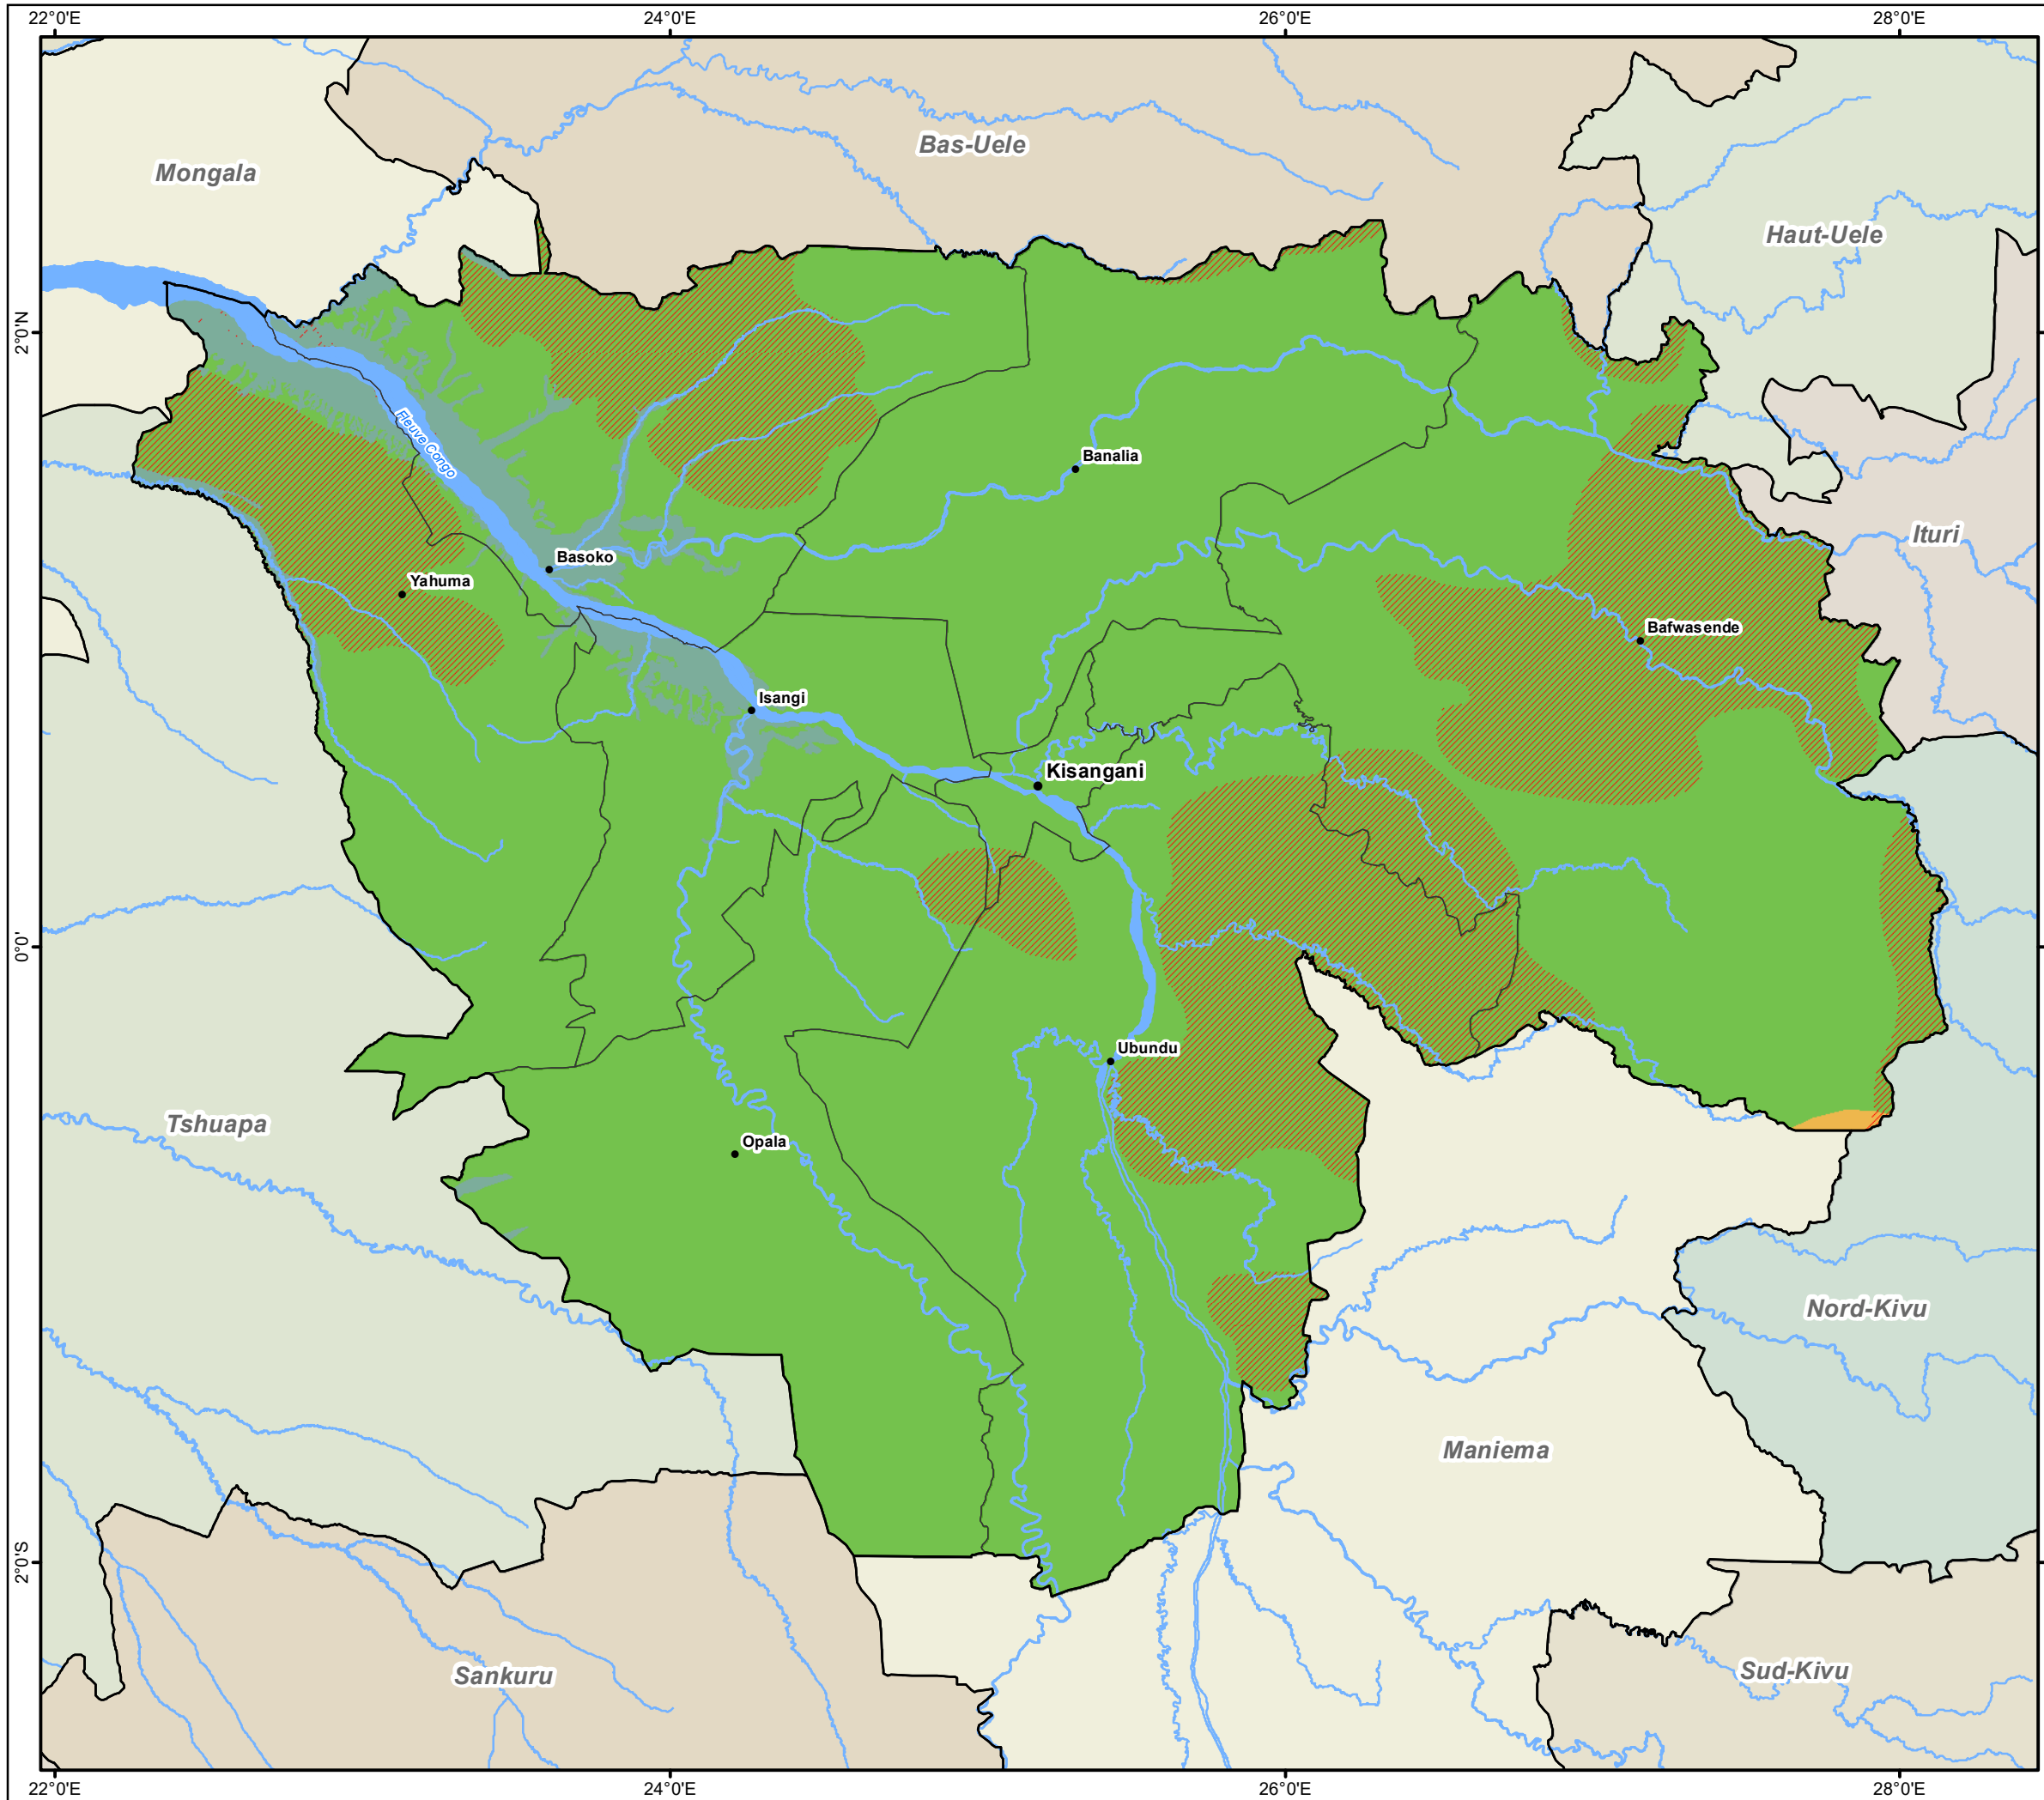 22°0'E
24°0'E
26°0'E
28°0'E
Bas-Uele
Mongala
Haut-Uele
2°0'N
Fleuve Congo
Banalia
Ituri
Basoko
Yahuma
Bafwasende
Isangi
Kisangani
0°0'
Ubundu
Tshuapa
Opala
Nord-Kivu
Maniema
2°0'S
Sankuru
Sud-Kivu
22°0'E
24°0'E
26°0'E
28°0'E